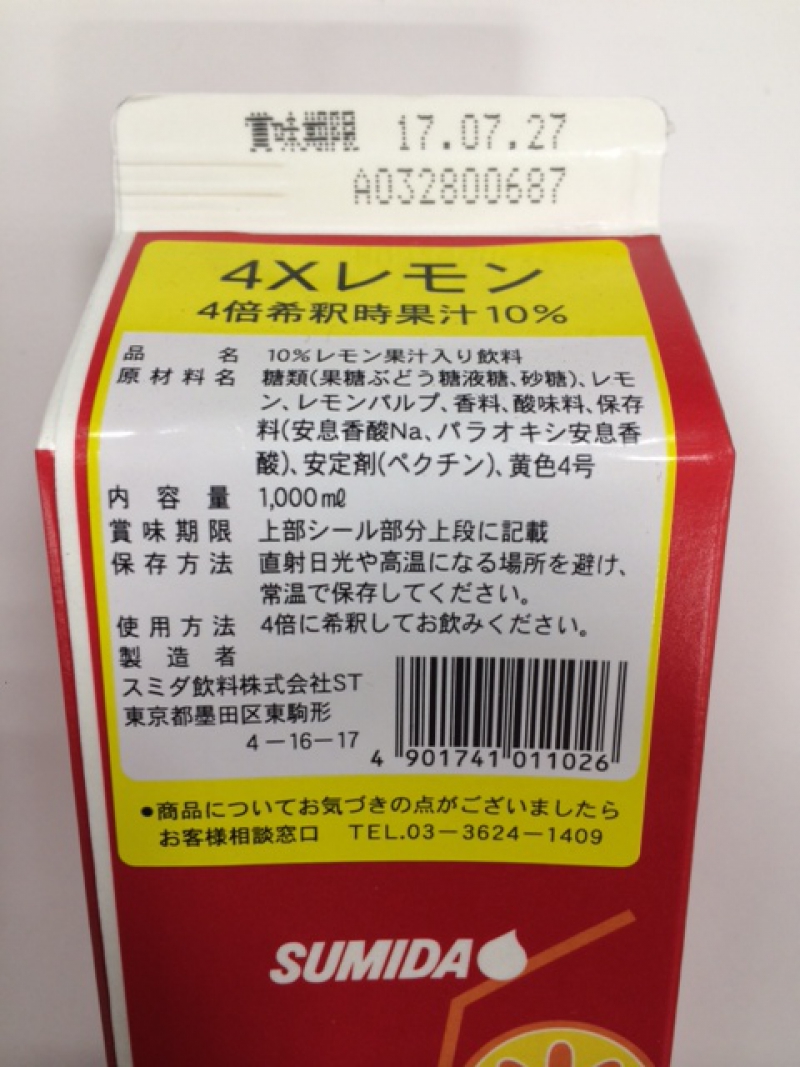 賞味期限 17.07.27
A032800687
4Xレモン
4倍希釈時果汁10%
品名 10%レモン果汁入り飲料
原材料名 糖類(果糖ぶどう糖液糖、砂糖)、レモ
ン、レモンパルプ、香料、酸味料、保存
料(安息香酸Na、パラオキシ安息香
酸)、安定剤(ペクチン)、黄色4号
内容量 1,000㎖
賞味期限 上部シール部分上段に記載
保存方法 直射日光や高温になる場所を避け、
常温で保存してください。
使用方法 4倍に希釈してお飲みください。
製造者
スミダ飲料株式会社ST
東京都墨田区東駒形
4-16-17
4 901741 011026
●商品についてお気づきの点がございましたら
お客様相談窓口 TEL.03-3624-1409
SUMIDA